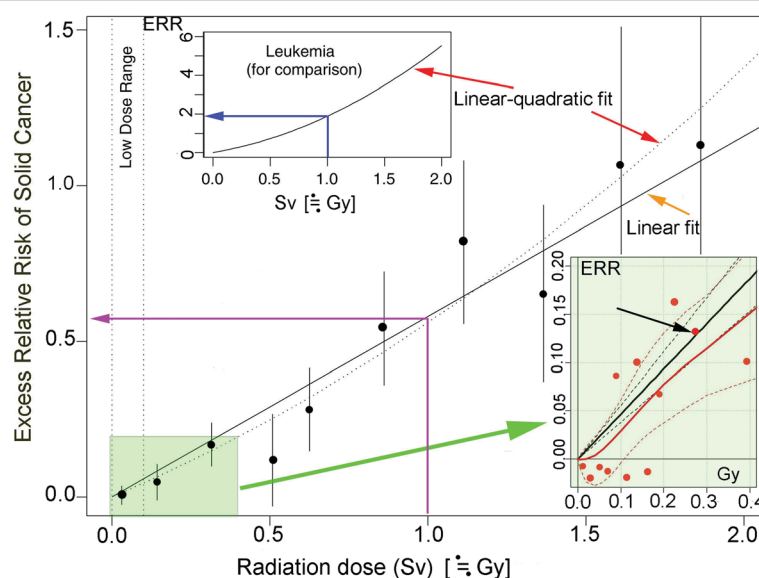 1.5
1.0
0.5
0.0
Excess Relative Risk of Solid Cancer
Low Dose Range
ERR
6
4
2
0
Leukemia
(for comparison)
0.0 0.5 1.0 1.5 2.0
Sv [≒ Gy]
Linear-quadratic fit
Linear fit
ERR
0.20
0.15
0.10
0.05
0.00
Gy
0.0 0.1 0.2 0.3 0.4
0.0 0.5 1.0 1.5 2.0
Radiation dose (Sv) [≒ Gy]